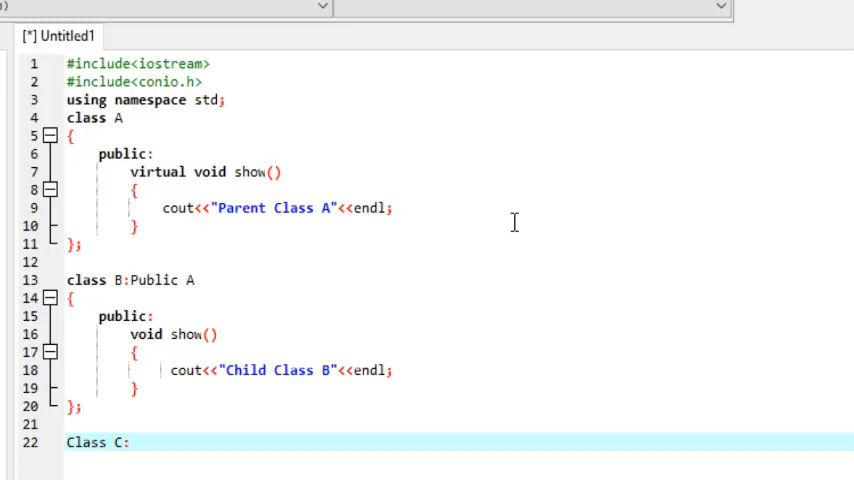 )
[*] Untitled1
1 #include<iostream>
2 #include<conio.h>
3 using namespace std;
4 class A
5 {
6 public:
7 virtual void show()
8 {
9 cout<<"Parent Class A"<<endl;
10 }
11 };
12
13 class B:Public A
14 {
15 public:
16 void show()
17 {
18 cout<<"Child Class B"<<endl;
19 }
20 };
21
22 Class C: